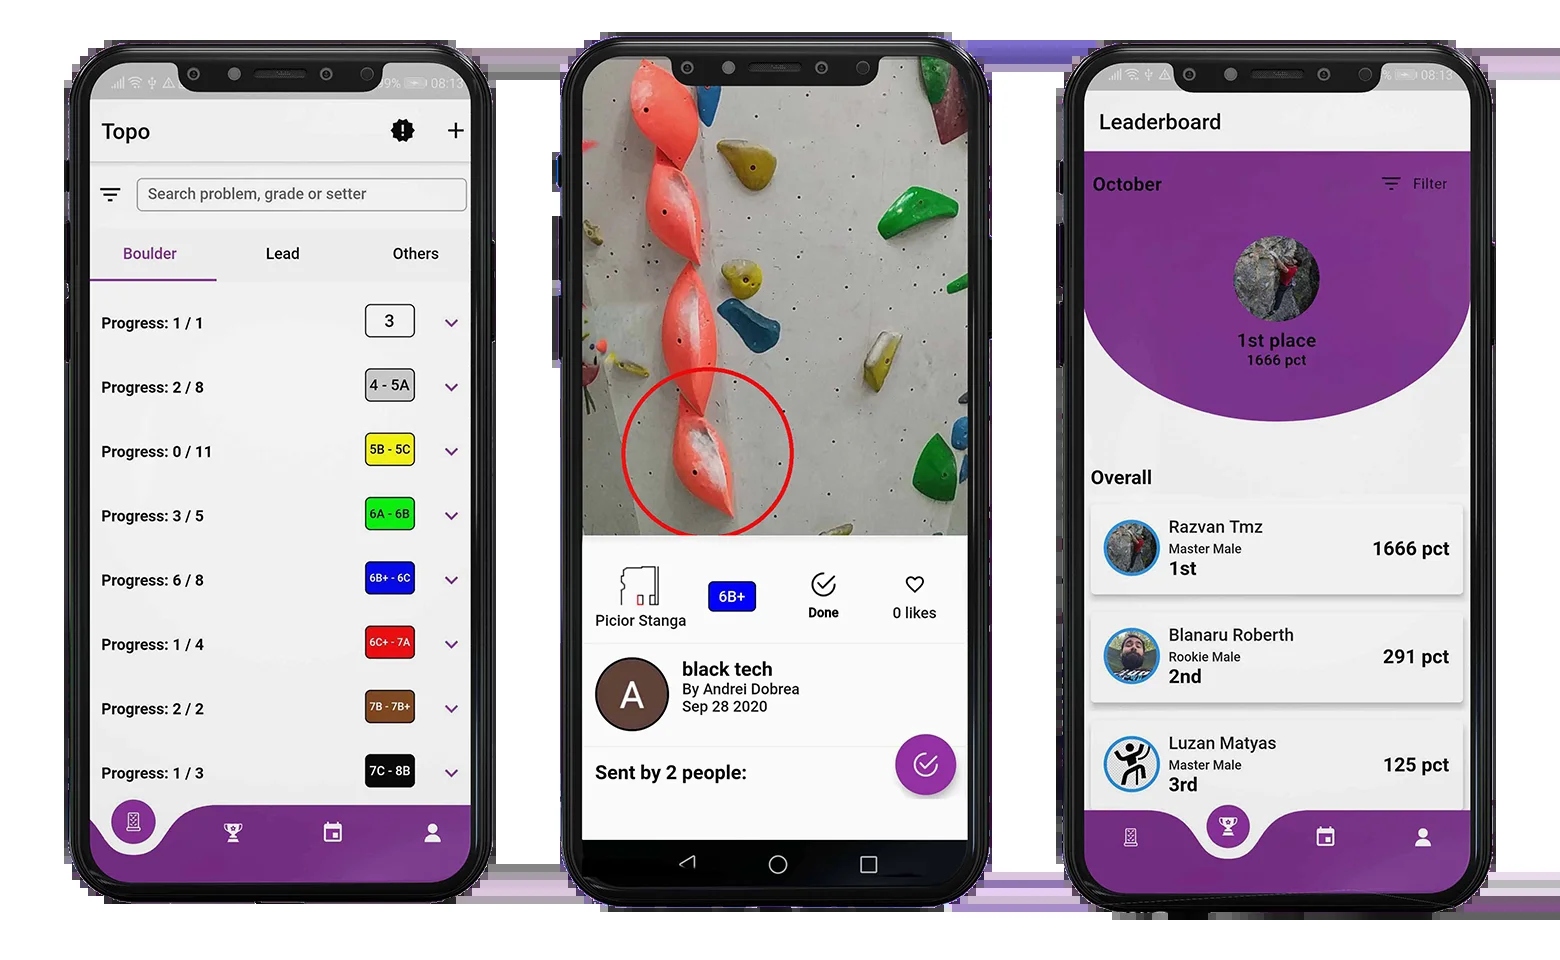 08:13
Topo
Search problem, grade or setter
Boulder
Lead
Others
Progress: 1 / 1
3
Progress: 2 / 8
4 - 5A
Progress: 0 / 11
5B - 5C
Progress: 3 / 5
6A - 6B
Progress: 6 / 8
6B+ - 6C
Progress: 1 / 4
6C+ - 7A
Progress: 2 / 2
7B - 7B+
Progress: 1 / 3
7C - 8B
Picior Stanga
6B+
Done
0 likes
A
black tech
By Andrei Dobrea
Sep 28 2020
Sent by 2 people:
% 08:13
Leaderboard
October
Filter
1st place
1666 pct
Overall
Razvan Tmz
Master Male
1st
1666 pct
Blanaru Roberth
Rookie Male
2nd
291 pct
Luzan Matyas
Master Male
3rd
125 pct